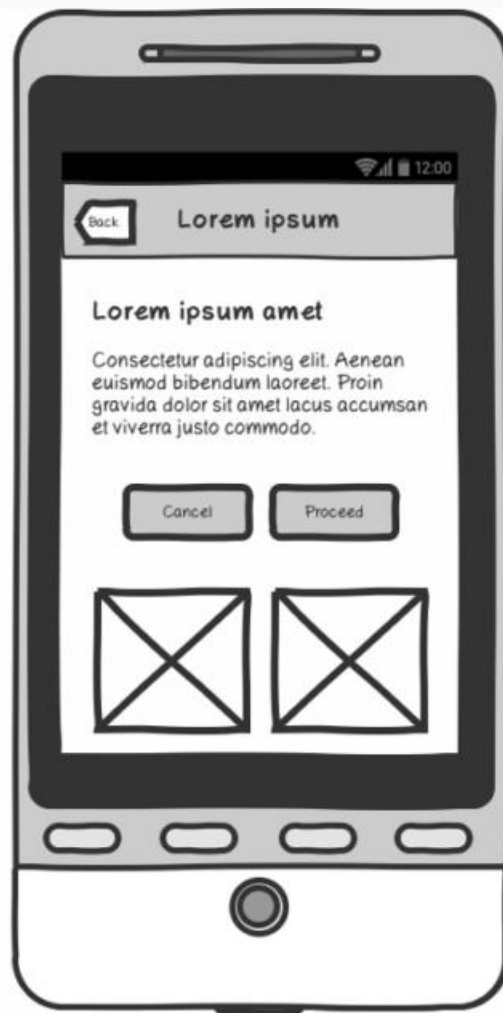 12:00
Back
Lorem ipsum
Lorem ipsum amet
Consectetur adipiscing elit. Aenean
euismod bibendum laoreet. Proin
gravida dolor sit amet lacus accumsan
et viverra justo commodo.
Cancel
Proceed